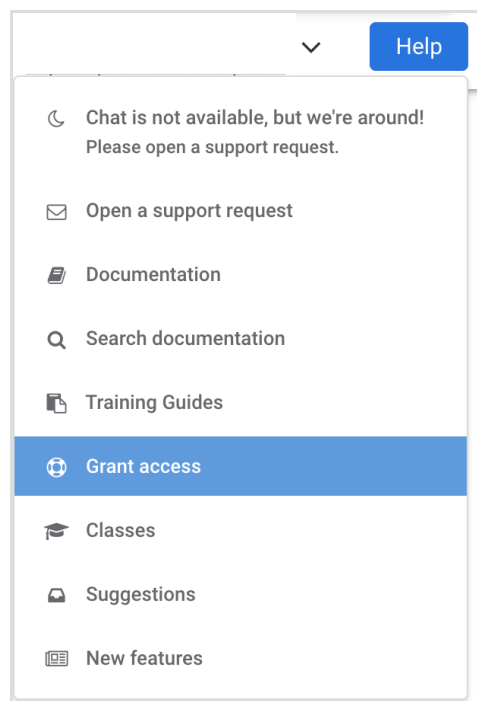 Help
Chat is not available, but we're around!
Please open a support request.
Open a support request
Documentation
Search documentation
Training Guides
Grant access
Classes
Suggestions
New features